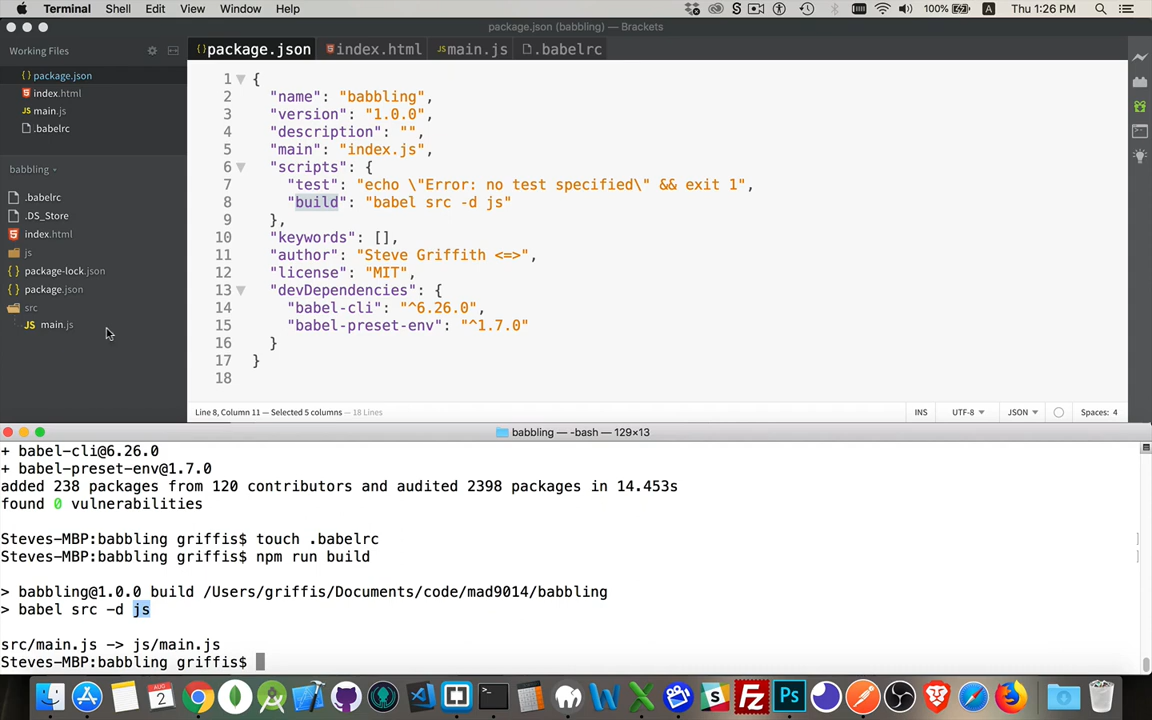 Terminal Shell Edit View Window Help 100% A Thu 1:26 PM
package.json (babbling) — Brackets
Working Files
package.json
index.html
main.js
.babelrc
babbling
.babelrc
.DS_Store
index.html
js
package-lock.json
package.json
src
JS main.js
{} package.json index.html JS main.js .babelrc
1 {
2 "name": "babbling",
3 "version": "1.0.0",
4 "description": "",
5 "main": "index.js",
6 "scripts": {
7 "test": "echo \"Error: no test specified\" && exit 1",
8 "build": "babel src -d js"
9 },
10 "keywords": [],
11 "author": "Steve Griffith <=>",
12 "license": "MIT",
13 "devDependencies": {
14 "babel-cli": "^6.26.0",
15 "babel-preset-env": "^1.7.0"
16 }
17 }
18
Line 8, Column 11 — Selected 5 columns — 18 Lines INS UTF-8 JSON Spaces: 4
babbling — -bash — 129×13
+ babel-cli@6.26.0
+ babel-preset-env@1.7.0
added 238 packages from 120 contributors and audited 2398 packages in 14.453s
found 0 vulnerabilities
Steves-MBP:babbling griffis$ touch .babelrc
Steves-MBP:babbling griffis$ npm run build
> babbling@1.0.0 build /Users/griffis/Documents/code/mad9014/babbling
> babel src -d js
src/main.js -> js/main.js
Steves-MBP:babbling griffis$